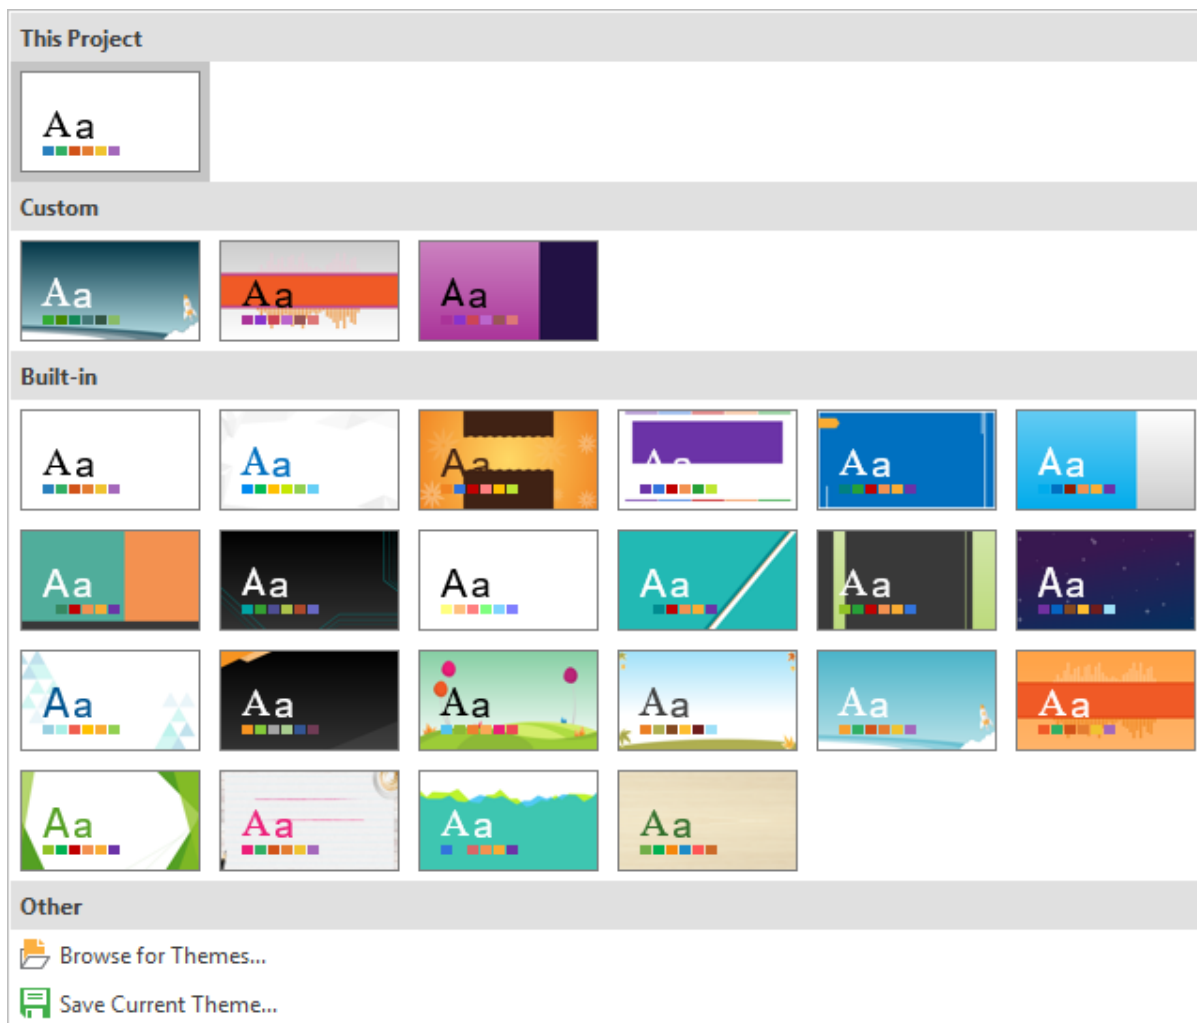 This Project
Aa
Custom
Aa Aa Aa
Built-in
Aa Aa Aa Aa Aa Aa
Aa Aa Aa Aa Aa Aa
Aa Aa Aa Aa Aa Aa
Aa Aa Aa Aa
Other
Browse for Themes...
Save Current Theme...